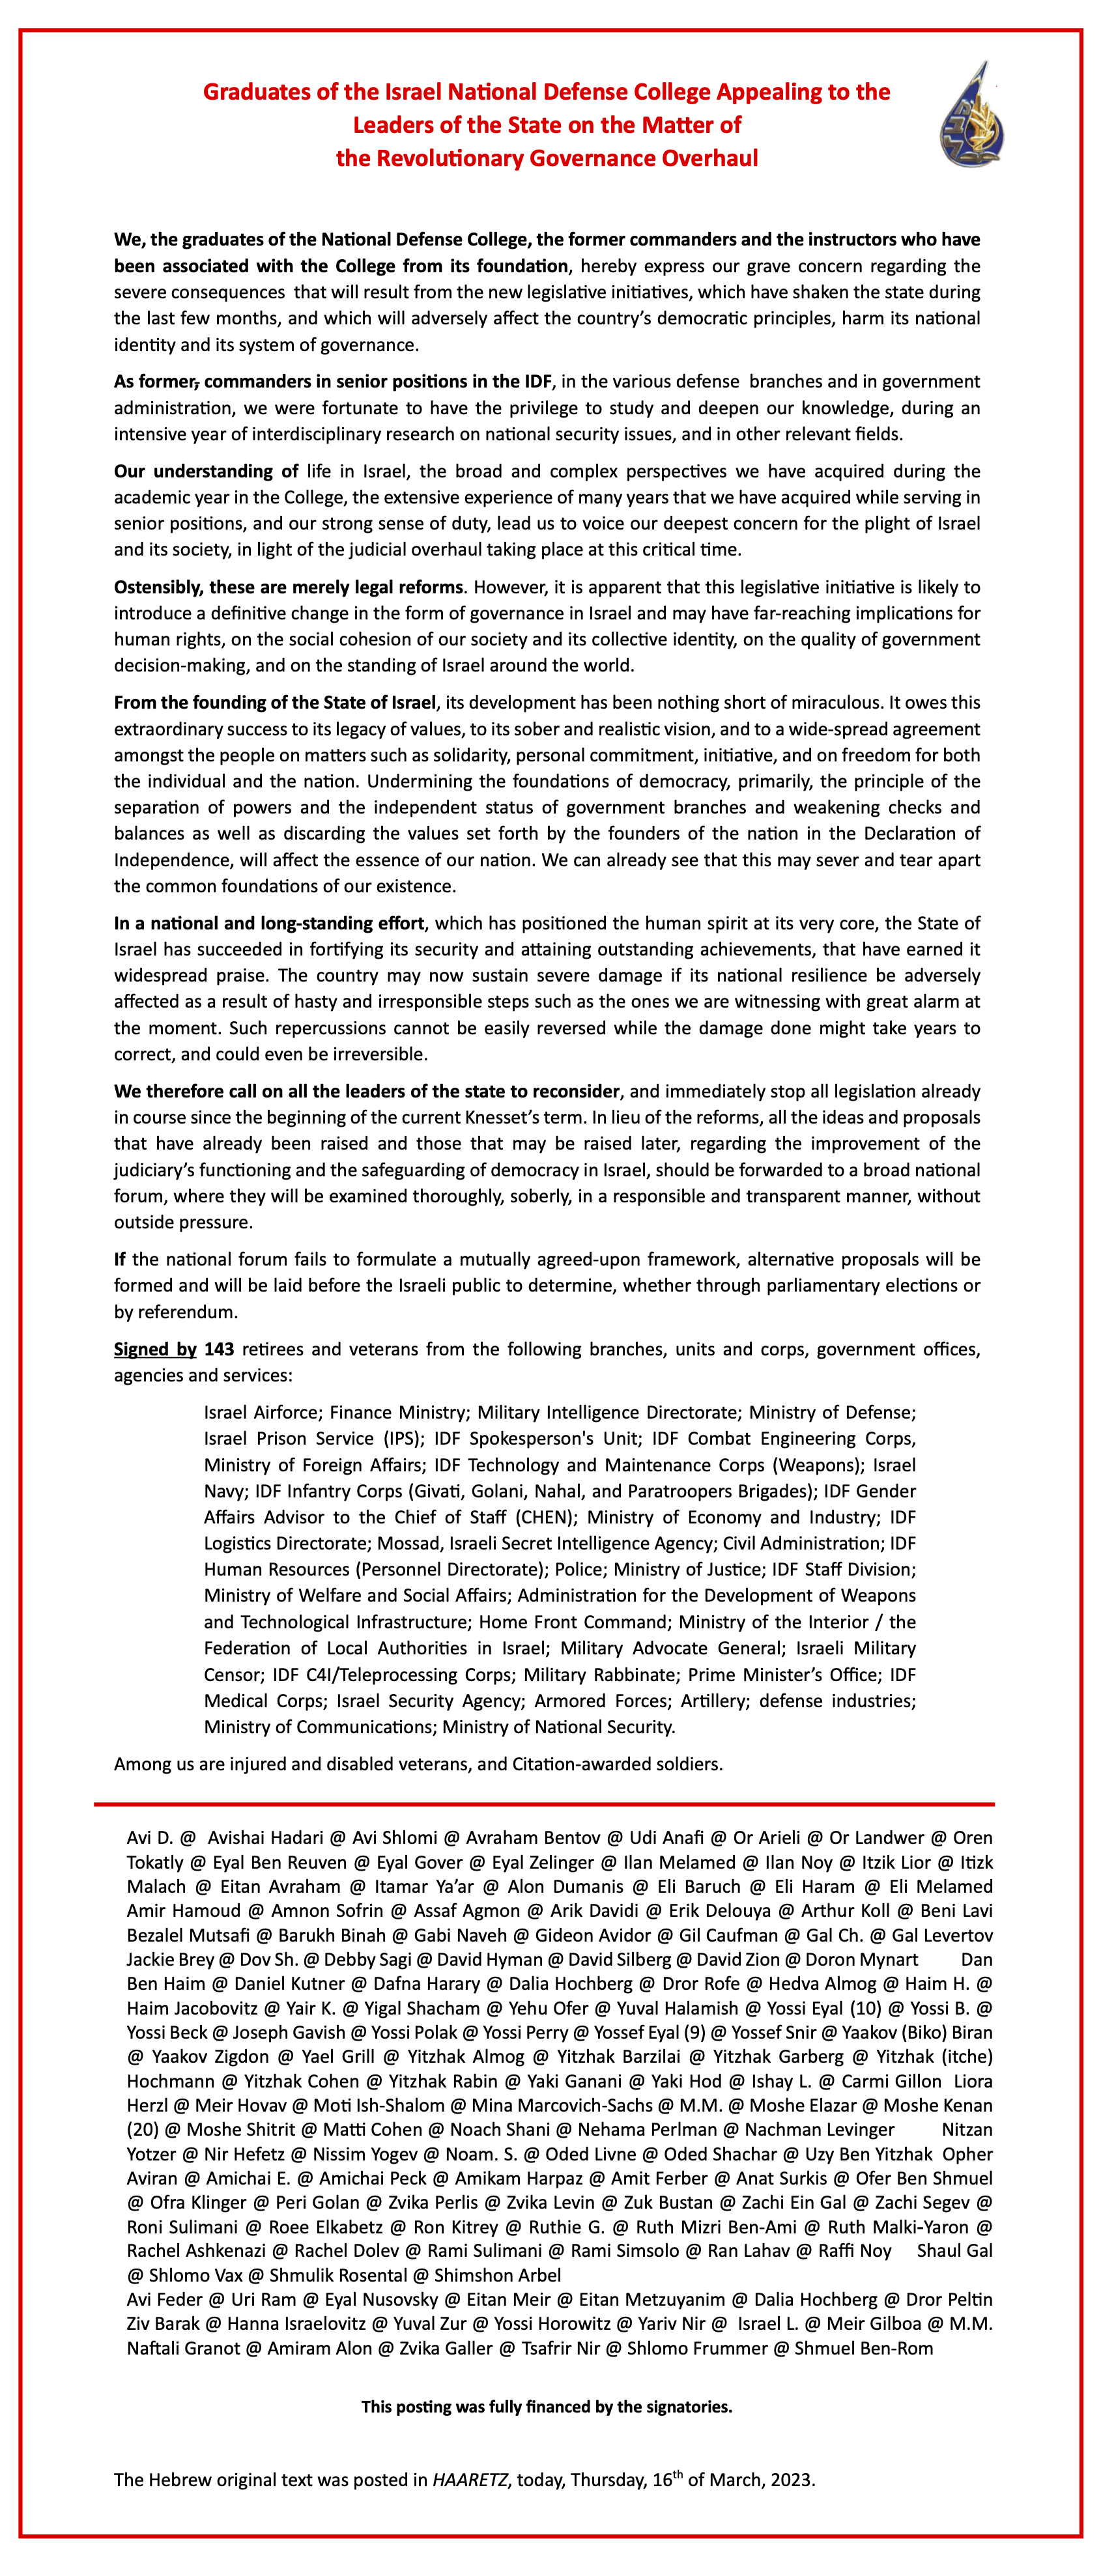 Graduates of the Israel National Defense College Appealing to the
Leaders of the State on the Matter of
the Revolutionary Governance Overhaul
We, the graduates of the National Defense College, the former commanders and the instructors who have
been associated with the College from its foundation, hereby express our grave concern regarding the
severe consequences that will result from the new legislative initiatives, which have shaken the state during
the last few months, and which will adversely affect the country's democratic principles, harm its national
identity and its system of governance.
As former, commanders in senior positions in the IDF, in the various defense branches and in government
administration, we were fortunate to have the privilege to study and deepen our knowledge, during an
intensive year of interdisciplinary research on national security issues, and in other relevant fields.
Our understanding of life in Israel, the broad and complex perspectives we have acquired during the
academic year in the College, the extensive experience of many years that we have acquired while serving in
senior positions, and our strong sense of duty, lead us to voice our deepest concern for the plight of Israel
and its society, in light of the judicial overhaul taking place at this critical time.
Ostensibly, these are merely legal reforms. However, it is apparent that this legislative initiative is likely to
introduce a definitive change in the form of governance in Israel and may have far-reaching implications for
human rights, on the social cohesion of our society and its collective identity, on the quality of government
decision-making, and on the standing of Israel around the world.
From the founding of the State of Israel, its development has been nothing short of miraculous. It owes this
extraordinary success to its legacy of values, to its sober and realistic vision, and to a wide-spread agreement
amongst the people on matters such as solidarity, personal commitment, initiative, and on freedom for both
the individual and the nation. Undermining the foundations of democracy, primarily, the principle of the
separation of powers and the independent status of government branches and weakening checks and
balances as well as discarding the values set forth by the founders of the nation in the Declaration of
Independence, will affect the essence of our nation. We can already see that this may sever and tear apart
the common foundations of our existence.
In a national and long-standing effort, which has positioned the human spirit at its very core, the State of
Israel has succeeded in fortifying its security and attaining outstanding achievements, that have earned it
widespread praise. The country may now sustain severe damage if its national resilience be adversely
affected as a result of hasty and irresponsible steps such as the ones we are witnessing with great alarm at
the moment. Such repercussions cannot be easily reversed while the damage done might take years to
correct, and could even be irreversible.
We therefore call on all the leaders of the state to reconsider, and immediately stop all legislation already
in course since the beginning of the current Knesset's term. In lieu of the reforms, all the ideas and proposals
that have already been raised and those that may be raised later, regarding the improvement of the
judiciary's functioning and the safeguarding of democracy in Israel, should be forwarded to a broad national
forum, where they will be examined thoroughly, soberly, in a responsible and transparent manner, without
outside pressure.
If the national forum fails to formulate a mutually agreed-upon framework, alternative proposals will be
formed and will be laid before the Israeli public to determine, whether through parliamentary elections or
by referendum.
Signed by 143 retirees and veterans from the following branches, units and corps, government offices,
agencies and services:
Israel Airforce; Finance Ministry; Military Intelligence Directorate; Ministry of Defense;
Israel Prison Service (IPS); IDF Spokesperson's Unit; IDF Combat Engineering Corps,
Ministry of Foreign Affairs; IDF Technology and Maintenance Corps (Weapons); Israel
Navy; IDF Infantry Corps (Givati, Golani, Nahal, and Paratroopers Brigades); IDF Gender
Affairs Advisor to the Chief of Staff (CHEN); Ministry of Economy and Industry; IDF
Logistics Directorate; Mossad, Israeli Secret Intelligence Agency; Civil Administration; IDF
Human Resources (Personnel Directorate); Police; Ministry of Justice; IDF Staff Division;
Ministry of Welfare and Social Affairs; Administration for the Development of Weapons
and Technological Infrastructure; Home Front Command; Ministry of the Interior / the
Federation of Local Authorities in Israel; Military Advocate General; Israeli Military
Censor; IDF C4I/Teleprocessing Corps; Military Rabbinate; Prime Minister's Office; IDF
Medical Corps; Israel Security Agency; Armored Forces; Artillery; defense industries;
Ministry of Communications; Ministry of National Security.
Among us are injured and disabled veterans, and Citation-awarded soldiers.
Avi D. @ Avishai Hadari @ Avi Shlomi @ Avraham Bentov @ Udi Anafi @ Or Arieli @ Or Landwer @ Oren
Tokatly @ Eyal Ben Reuven @ Eyal Gover @ Eyal Zelinger @ Ilan Melamed @ Ilan Noy @ Itzik Lior @ Itizk
Malach @ Eitan Avraham @ Itamar Ya'ar @ Alon Dumanis @ Eli Baruch @ Eli Haram @ Eli Melamed
Amir Hamoud @ Amnon Sofrin @ Assaf Agmon @ Arik Davidi @ Erik Delouya @ Arthur Koll @ Beni Lavi
Bezalel Mutsafi @ Barukh Binah @ Gabi Naveh @ Gideon Avidor @ Gil Caufman @ Gal Ch. @ Gal Levertov
Jackie Brey @ Dov Sh. @ Debby Sagi @ David Hyman @ David Silberg @ David Zion @ Doron Mynart Dan
Ben Haim @ Daniel Kutner @ Dafna Harary @ Dalia Hochberg @ Dror Rofe @ Hedva Almog @ Haim H. @
Haim Jacobovitz @ Yair K. @ Yigal Shacham @ Yehu Ofer @ Yuval Halamish @ Yossi Eyal (10) @ Yossi B. @
Yossi Beck @ Joseph Gavish @ Yossi Polak @ Yossi Perry @ Yossef Eyal (9) @ Yossef Snir @ Yaakov (Biko) Biran
@ Yaakov Zigdon @ Yael Grill @ Yitzhak Almog @ Yitzhak Barzilai @ Yitzhak Garberg @ Yitzhak (itche)
Hochmann @ Yitzhak Cohen @ Yitzhak Rabin @ Yaki Ganani @ Yaki Hod @ Ishay L. @ Carmi Gillon Liora
Herzl @ Meir Hovav @ Moti Ish-Shalom @ Mina Marcovich-Sachs @ M.M. @ Moshe Elazar @ Moshe Kenan
(20) @ Moshe Shitrit @ Matti Cohen @ Noach Shani @ Nehama Perlman @ Nachman Levinger Nitzan
Yotzer @ Nir Hefetz @ Nissim Yogev @ Noam. S. @ Oded Livne @ Oded Shachar @ Uzy Ben Yitzhak Opher
Aviran @ Amichai E. @ Amichai Peck @ Amikam Harpaz @ Amit Ferber @ Anat Surkis @ Ofer Ben Shmuel
@ Ofra Klinger @ Peri Golan @ Zvika Perlis @ Zvika Levin @ Zuk Bustan @ Zachi Ein Gal @ Zachi Segev @
Roni Sulimani @ Roee Elkabetz @ Ron Kitrey @ Ruthie G. @ Ruth Mizri Ben-Ami @ Ruth Malki-Yaron @
Rachel Ashkenazi @ Rachel Dolev @ Rami Sulimani @ Rami Simsolo @ Ran Lahav @ Raffi Noy Shaul Gal
@ Shlomo Vax @ Shmulik Rosental @ Shimshon Arbel
Avi Feder @ Uri Ram @ Eyal Nusovsky @ Eitan Meir @ Eitan Metzuyanim @ Dalia Hochberg @ Dror Peltin
Ziv Barak @ Hanna Israelovitz @ Yuval Zur @ Yossi Horowitz @ Yariv Nir @ Israel L. @ Meir Gilboa @ M.M.
Naftali Granot @ Amiram Alon @ Zvika Galler @ Tsafrir Nir @ Shlomo Frummer @ Shmuel Ben-Rom
This posting was fully financed by the signatories.
The Hebrew original text was posted in HAARETZ, today, Thursday, 16th of March, 2023.